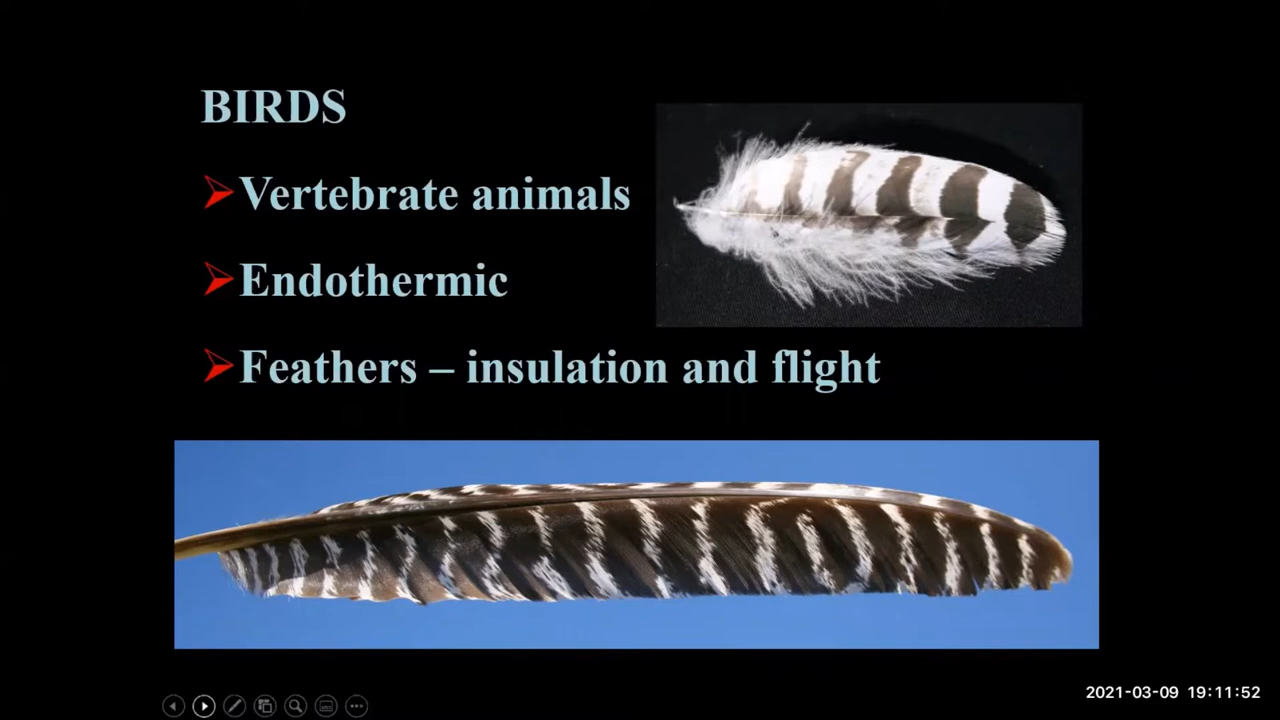 BIRDS
Vertebrate animals
Endothermic
Feathers – insulation and flight
2021-03-09 19:11:52